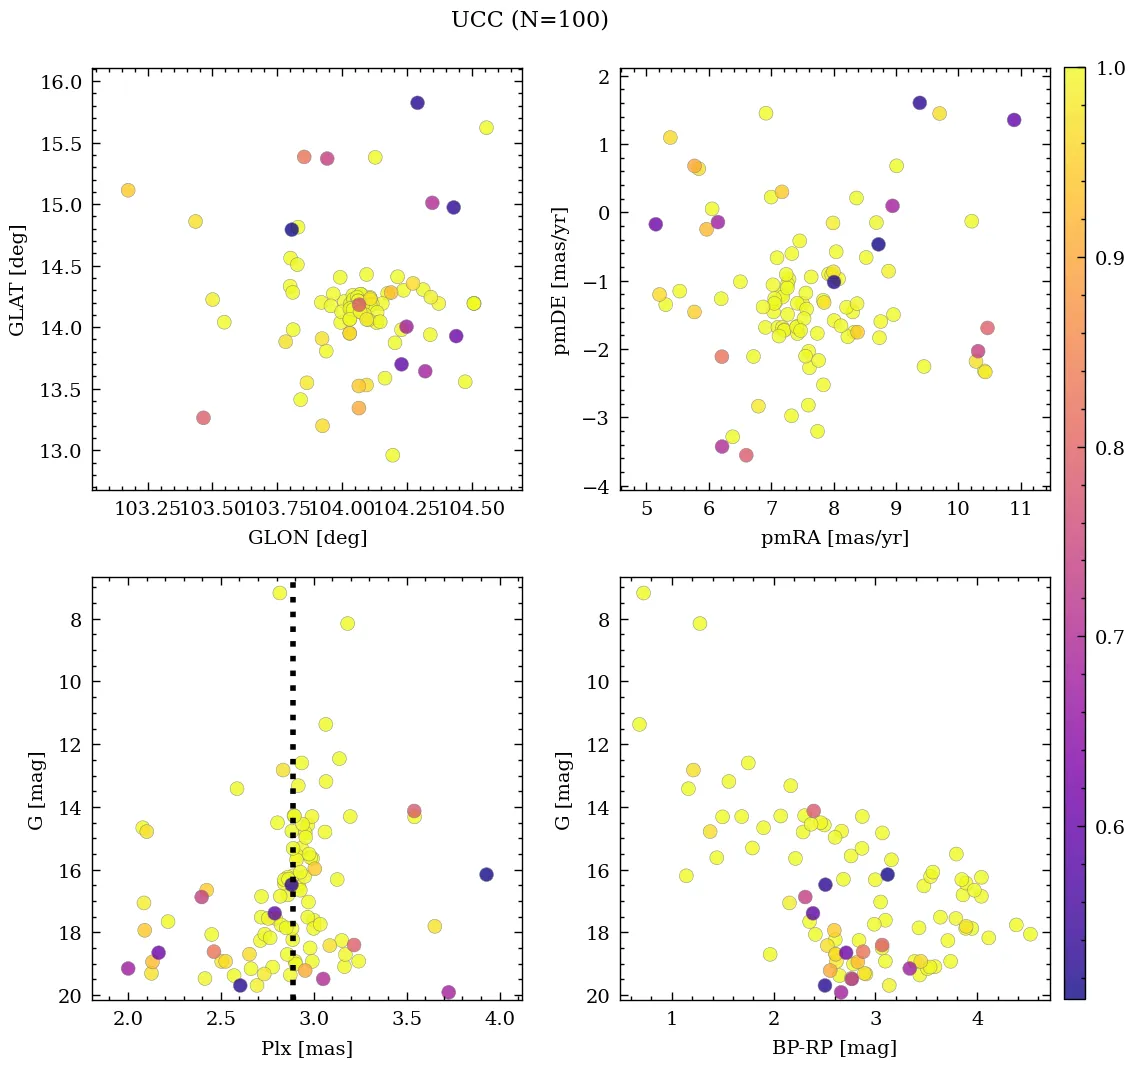 UCC (N=100)
16.0
15.5
15.0
14.5
14.0
13.5
13.0
GLAT [deg]
103.25 103.50 103.75 104.00 104.25 104.50
GLON [deg]
2
1
0
−1
−2
−3
−4
pmDE [mas/yr]
5 6 7 8 9 10 11
pmRA [mas/yr]
8
10
12
14
16
18
20
G [mag]
2.0 2.5 3.0 3.5 4.0
Plx [mas]
8
10
12
14
16
18
20
G [mag]
1 2 3 4
BP-RP [mag]
1.0
0.9
0.8
0.7
0.6